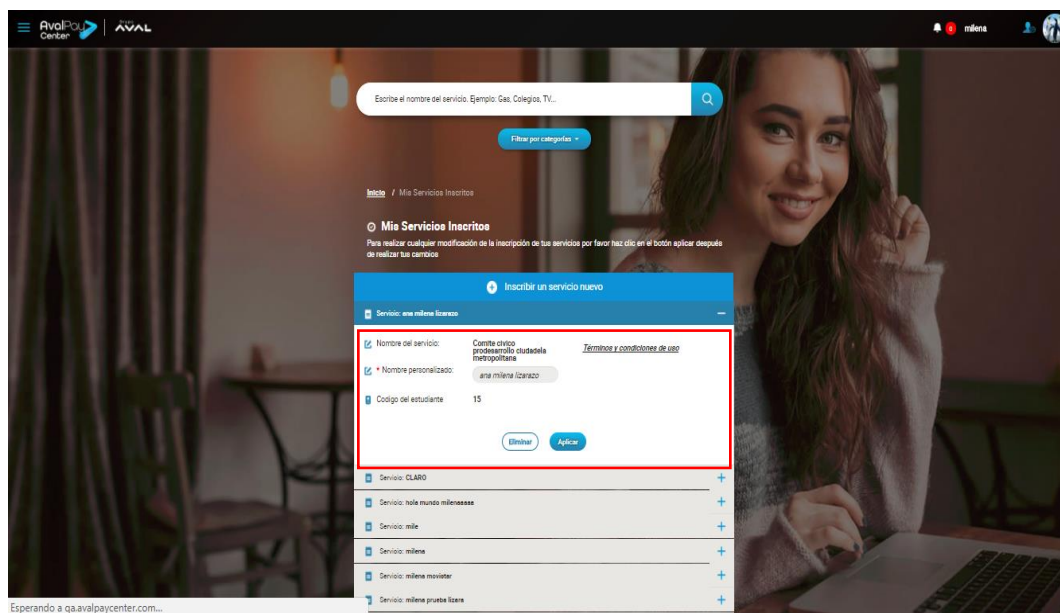 AvalPay Center
Grupo AVAL
milena
Escribe el nombre del servicio. Ejemplo: Gas, Colegios, TV...
Filtrar por categorías
Inicio / Mis Servicios Inscritos
Mis Servicios Inscritos
Para realizar cualquier modificación de la inscripción de tus servicios por favor haz clic en el botón aplicar después
de realizar tus cambios
Inscribir un servicio nuevo
Servicio: ana milena lizarazo
Nombre del servicio:
Comite civico
prodesarrollo ciudadela
metropolitana
Términos y condiciones de uso
* Nombre personalizado:
ana milena lizarazo
Codigo del estudiante
15
Eliminar
Aplicar
Servicio: CLARO
Servicio: hola mundo milenaaaaa
Servicio: mile
Servicio: milena
Servicio: milena movistar
Servicio: milena prueba lizara
Esperando a qa.avalpaycenter.com...